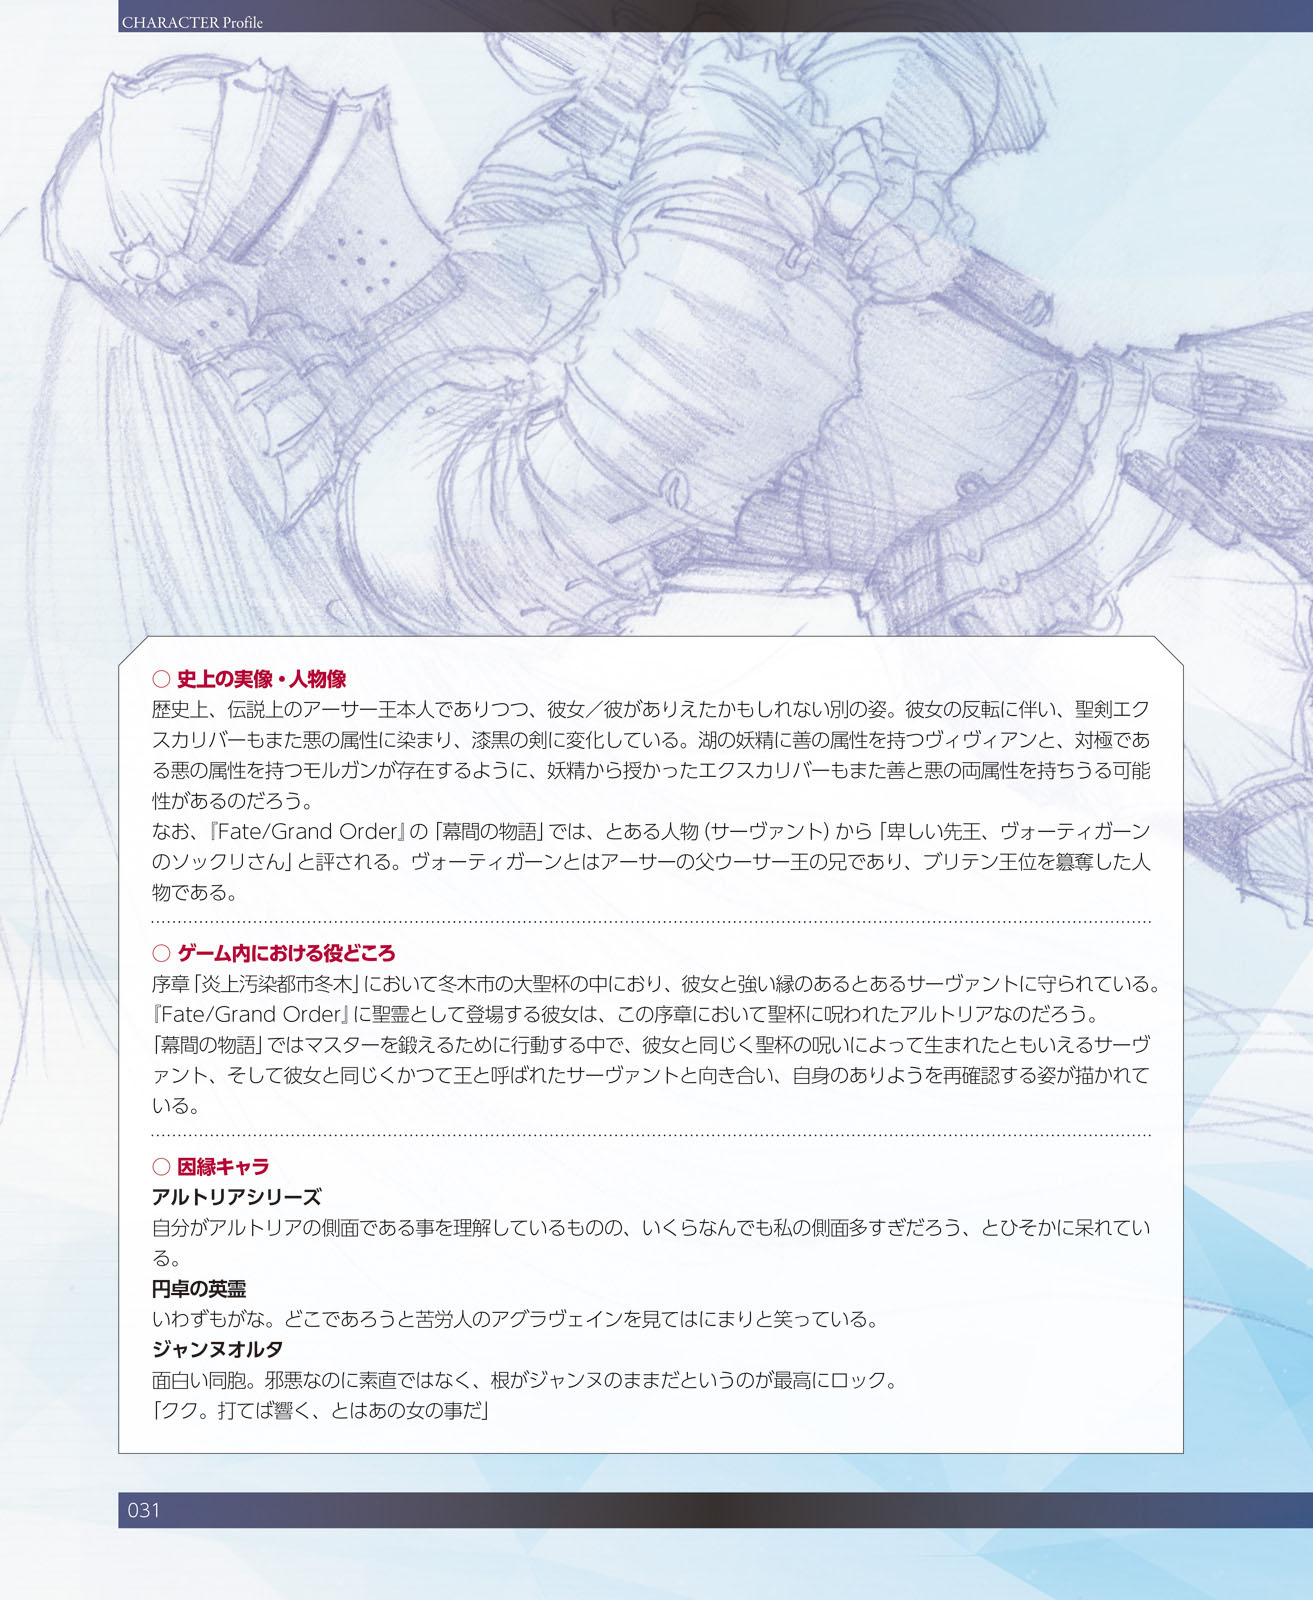 CHARACTER Profile
○ 史上の実像・人物像
歴史上、伝説上のアーサー王本人でありつつ、彼女／彼がありえたかもしれない別の姿。彼女の反転に伴い、聖剣エク
スカリバーもまた悪の属性に染まり、漆黒の剣に変化している。湖の妖精に善の属性を持つヴィヴィアンと、対極であ
る悪の属性を持つモルガンが存在するように、妖精から授かったエクスカリバーもまた善と悪の両属性を持ちうる可能
性があるのだろう。
なお、『Fate/Grand Order』の「幕間の物語」では、とある人物（サーヴァント）から「卑しい先王、ヴォーティガーン
のソックリさん」と評される。ヴォーティガーンとはアーサーの父ウーサー王の兄であり、ブリテン王位を簒奪した人
物である。
○ ゲーム内における役どころ
序章「炎上汚染都市冬木」において冬木市の大聖杯の中におり、彼女と強い縁のあるとあるサーヴァントに守られている。
『Fate/Grand Order』に聖霊として登場する彼女は、この序章において聖杯に呪われたアルトリアなのだろう。
「幕間の物語」ではマスターを鍛えるために行動する中で、彼女と同じく聖杯の呪いによって生まれたともいえるサーヴ
ァント、そして彼女と同じくかつて王と呼ばれたサーヴァントと向き合い、自身のありようを再確認する姿が描かれて
いる。
○ 因縁キャラ
アルトリアシリーズ
自分がアルトリアの側面である事を理解しているものの、いくらなんでも私の側面多すぎだろう、とひそかに呆れてい
る。
円卓の英霊
いわずもがな。どこであろうと苦労人のアグラヴェインを見てはにまりと笑っている。
ジャンヌオルタ
面白い同胞。邪悪なのに素直ではなく、根がジャンヌのままだというのが最高にロック。
「クク。打てば響く、とはあの女の事だ」
031